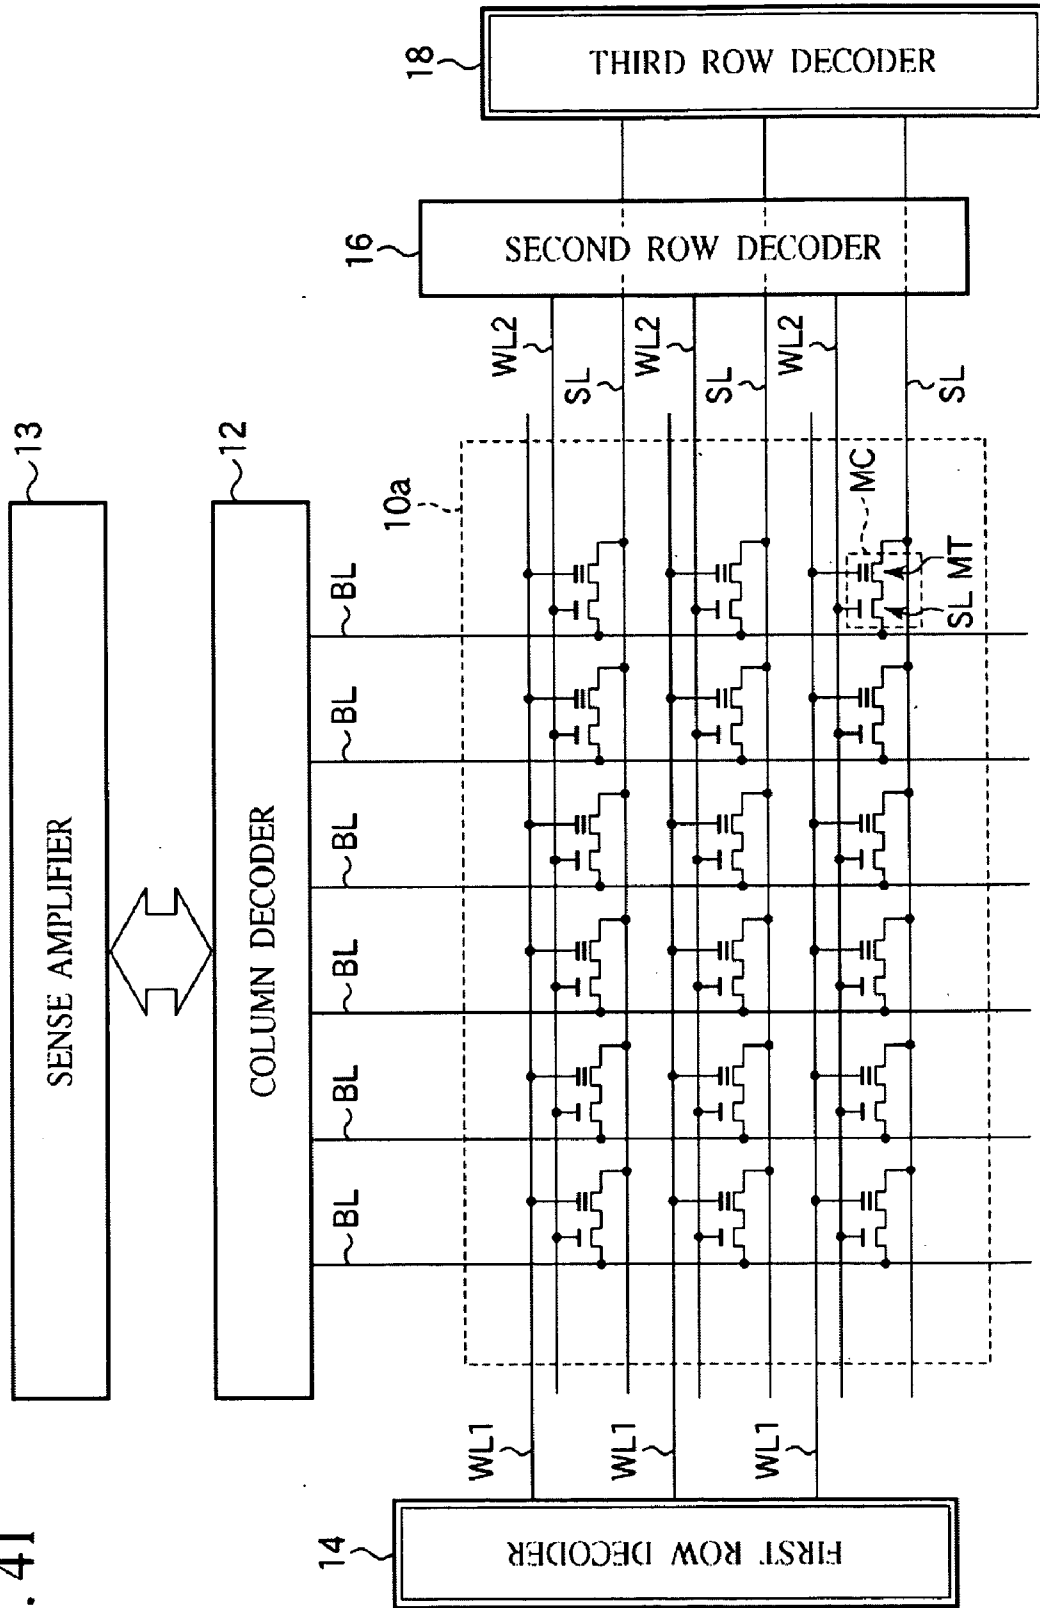 . 41
13
SENSE AMPLIFIER
12
COLUMN DECODER
BL
BL
BL
BL
BL
BL
10a
14
FIRST ROW DECODER
WL1
WL1
WL1
WL2
SL
WL2
SL
WL2
SL
MC
SL MT
16
SECOND ROW DECODER
18
THIRD ROW DECODER